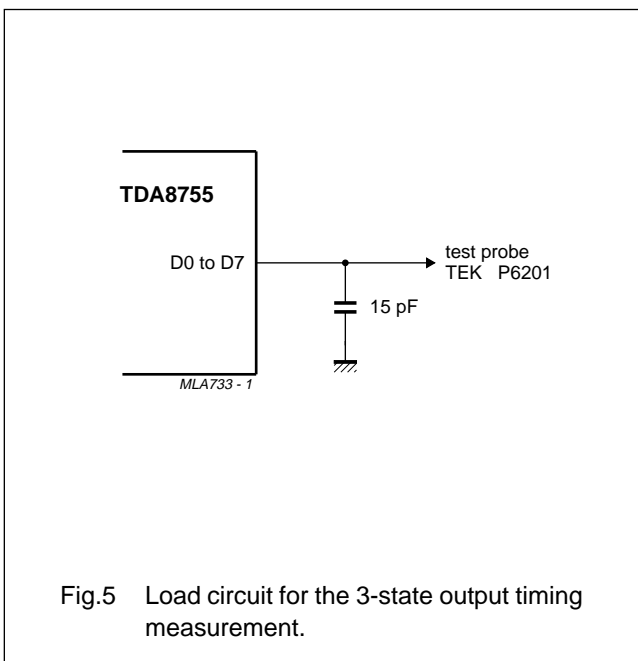 TDA8755
D0 to D7
test probe
TEK P6201
15 pF
MLA733 - 1
Fig.5 Load circuit for the 3-state output timing
measurement.